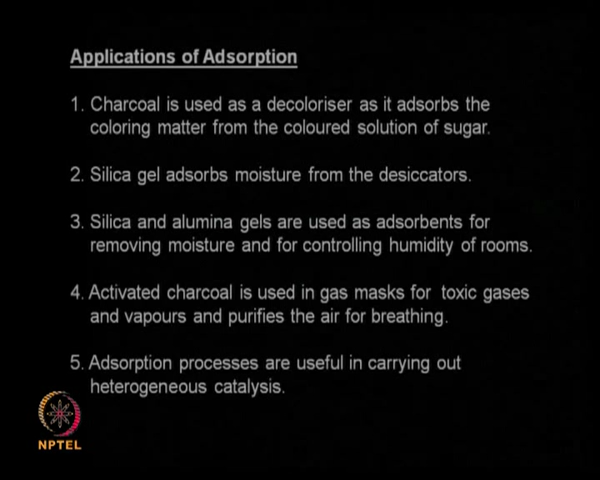 Applications of Adsorption
1. Charcoal is used as a decoloriser as it adsorbs the
coloring matter from the coloured solution of sugar.
2. Silica gel adsorbs moisture from the desiccators.
3. Silica and alumina gels are used as adsorbents for
removing moisture and for controlling humidity of rooms.
4. Activated charcoal is used in gas masks for toxic gases
and vapours and purifies the air for breathing.
5. Adsorption processes are useful in carrying out
heterogeneous catalysis.
NPTEL